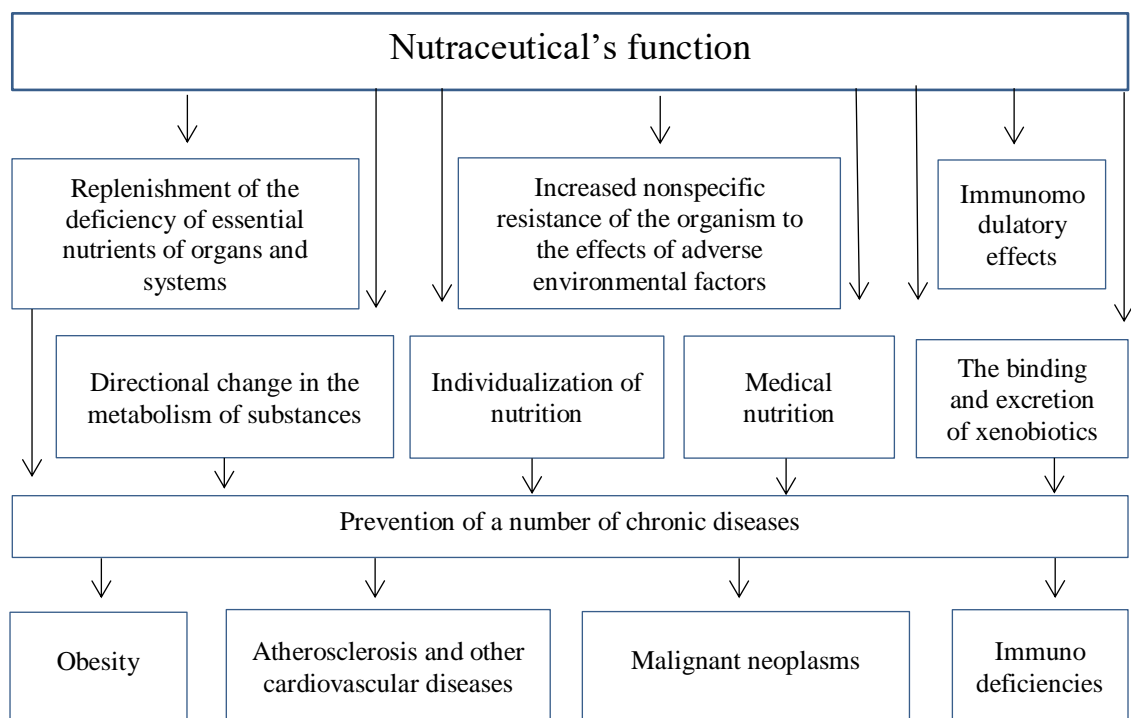 Nutraceutical’s function
Replenishment of the
deficiency of essential
nutrients of organs and
systems
Increased nonspecific
resistance of the organism to
the effects of adverse
environmental factors
Immunomo
dulatory
effects
Directional change in the
metabolism of substances
Individualization of
nutrition
Medical
nutrition
The binding
and excretion
of xenobiotics
Prevention of a number of chronic diseases
Obesity
Atherosclerosis and other
cardiovascular diseases
Malignant neoplasms
Immuno
deficiencies